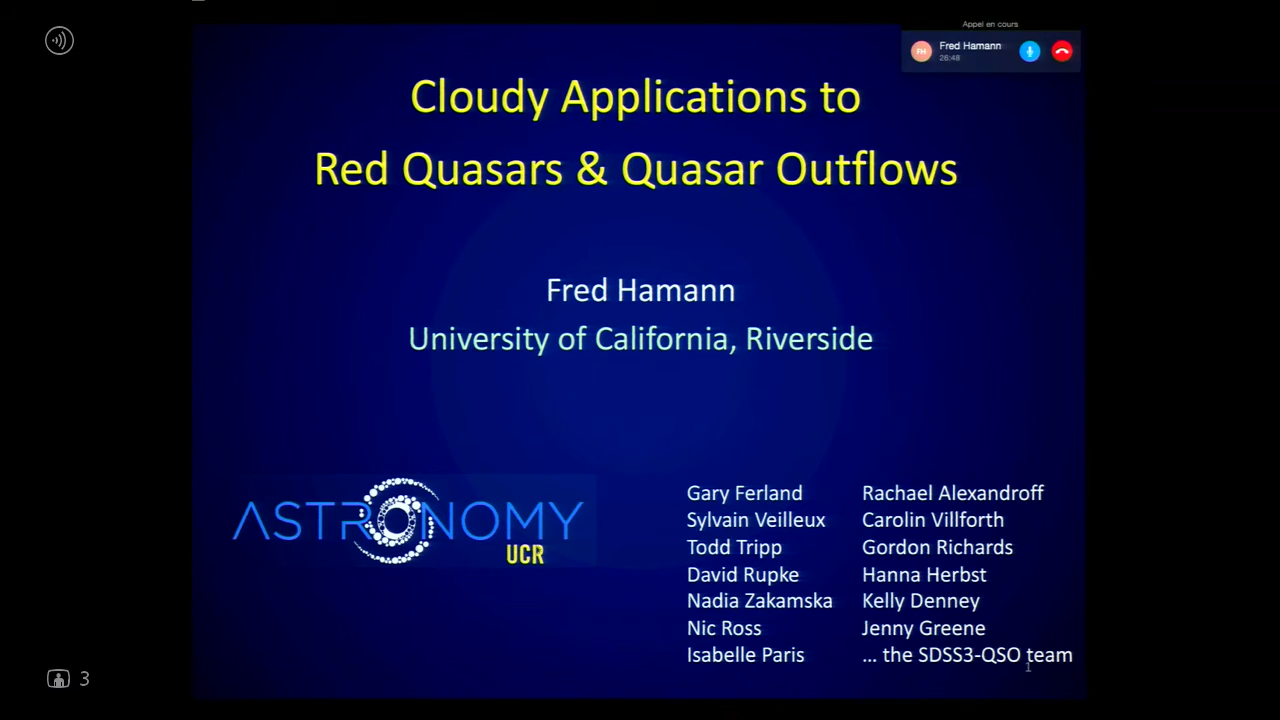 Appel en cours
FH
Fred Hamann
26:48
Cloudy Applications to
Red Quasars & Quasar Outflows
Fred Hamann
University of California, Riverside
ASTRONOMY
UCR
Gary Ferland
Sylvain Veilleux
Todd Tripp
David Rupke
Nadia Zakamska
Nic Ross
Isabelle Paris
Rachael Alexandroff
Carolin Villforth
Gordon Richards
Hanna Herbst
Kelly Denney
Jenny Greene
... the SDSS3-QSO team
1
3